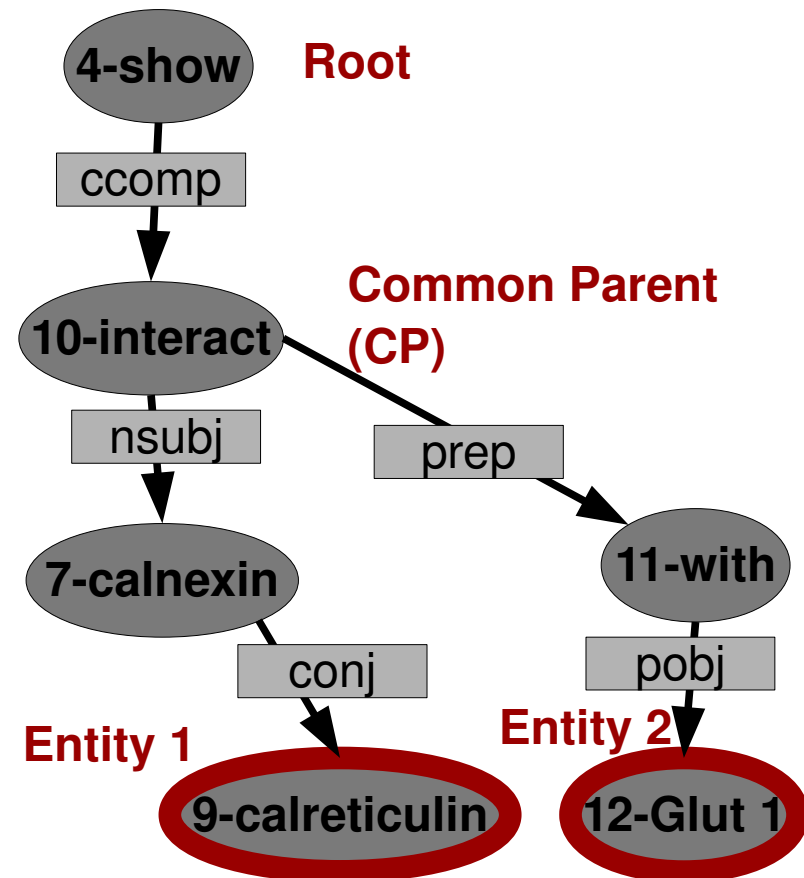 4-show
Root
ccomp
Common Parent
(CP)
10-interact
nsubj
prep
7-calnexin
11-with
conj
pobj
Entity 1
Entity 2
9-calreticulin
12-Glut 1